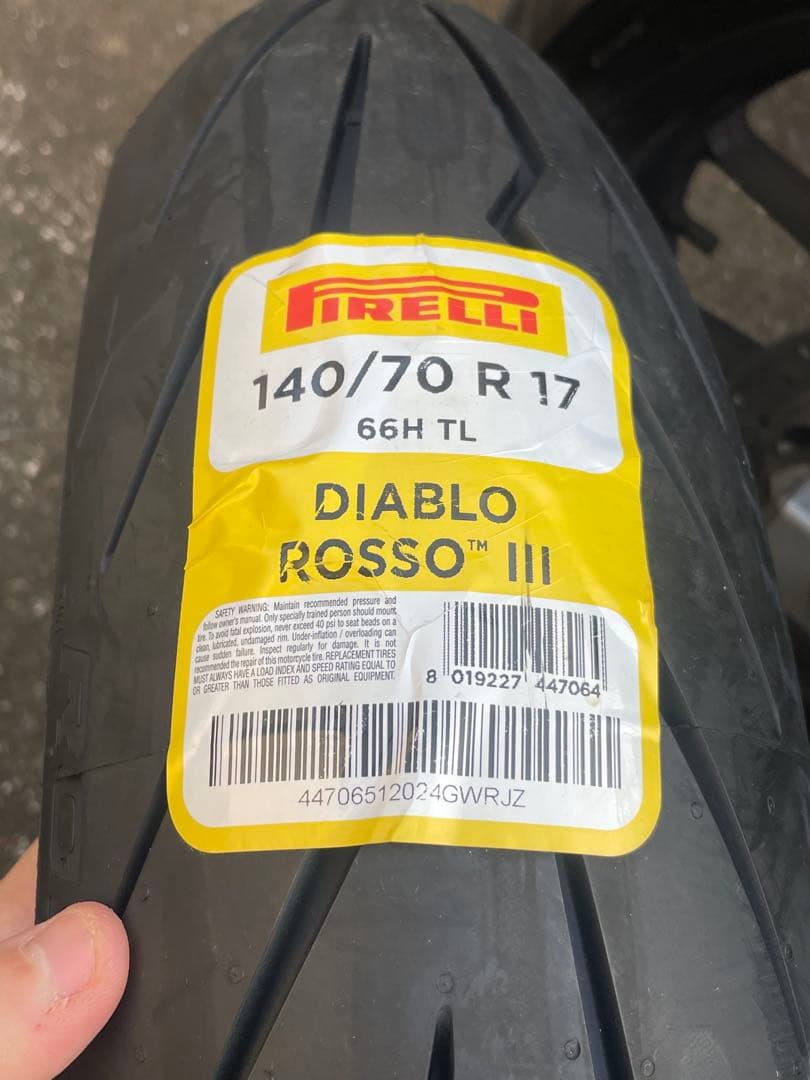 PIRELLI
140/70 R 17
66H TL
DIABLO
ROSSO™ III
SAFETY WARNING: Maintain recommended pressure and
follow owner's manual. Only specially trained person should mount
tire. To avoid fatal explosion, never exceed 40 psi to seat beads on a
clean, lubricated, undamaged rim. Under-inflation / overloading can
cause sudden failure. Inspect regularly for damage. It is not
recommended the repair of this motorcycle tire. REPLACEMENT TIRES
MUST ALWAYS HAVE A LOAD INDEX AND SPEED RATING EQUAL TO
OR GREATER THAN THOSE FITTED AS ORIGINAL EQUIPMENT.
8 019227 447064
44706512024GWRJZ